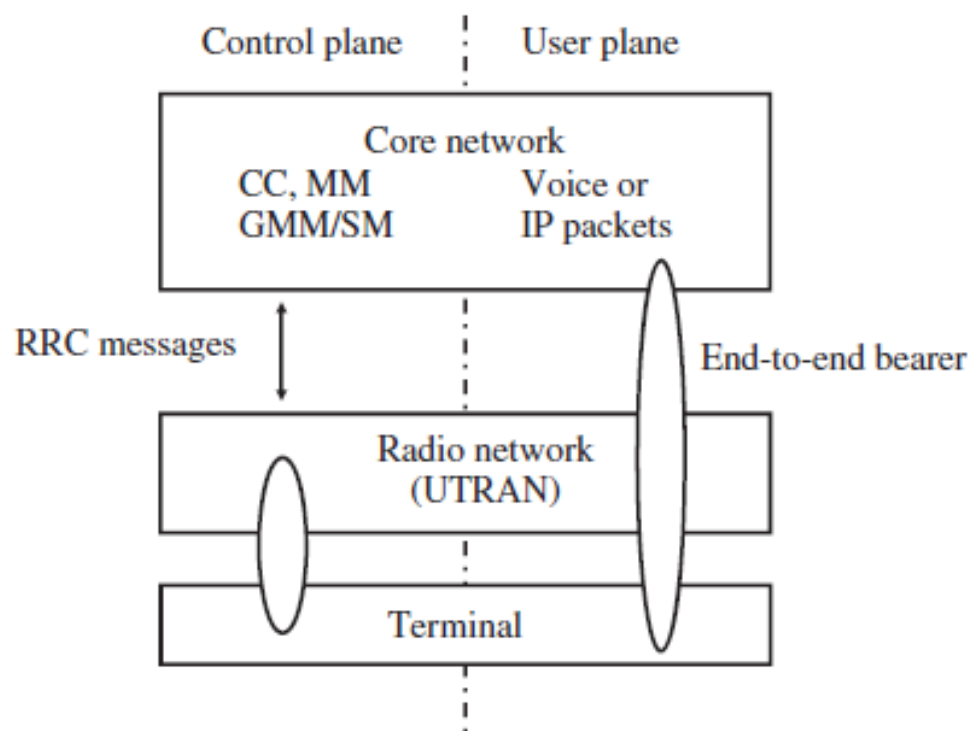 Control plane
User plane
Core network
CC, MM
GMM/SM
Voice or
IP packets
RRC messages
End-to-end bearer
Radio network
(UTRAN)
Terminal